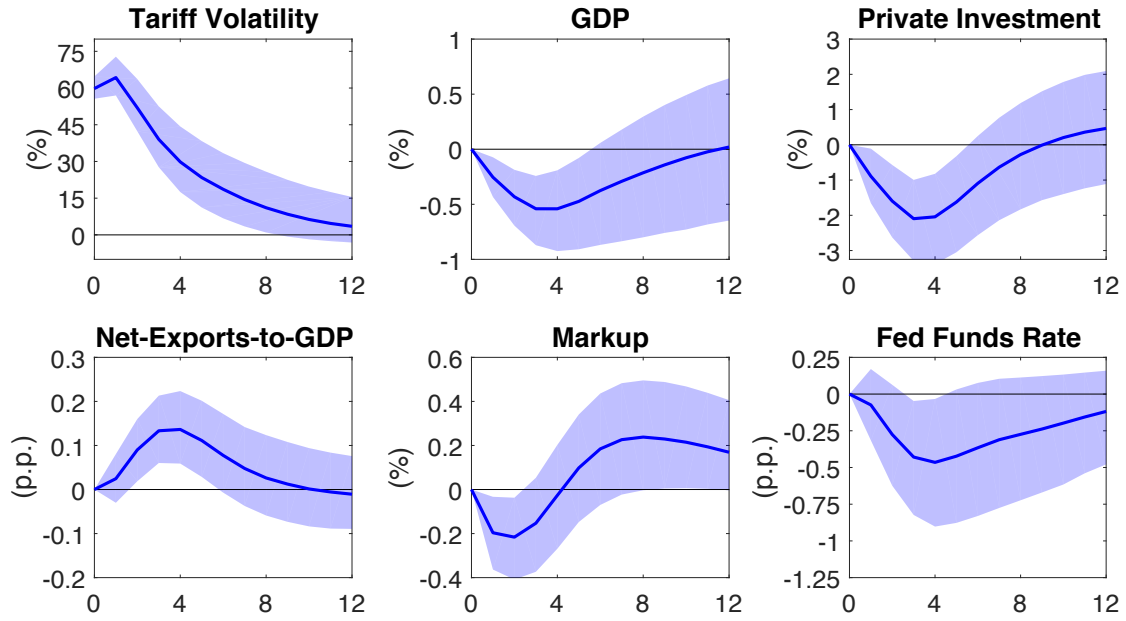 Tariff Volatility
(%)
75
60
45
30
15
0
0 4 8 12
GDP
(%)
1
0.5
0
-0.5
-1
0 4 8 12
Private Investment
(%)
3
2
1
0
-1
-2
-3
0 4 8 12
Net-Exports-to-GDP
(p.p.)
0.3
0.2
0.1
0
-0.1
-0.2
0 4 8 12
Markup
(%)
0.6
0.4
0.2
0
-0.2
-0.4
0 4 8 12
Fed Funds Rate
(p.p.)
0.25
0
-0.25
-0.5
-0.75
-1
-1.25
0 4 8 12